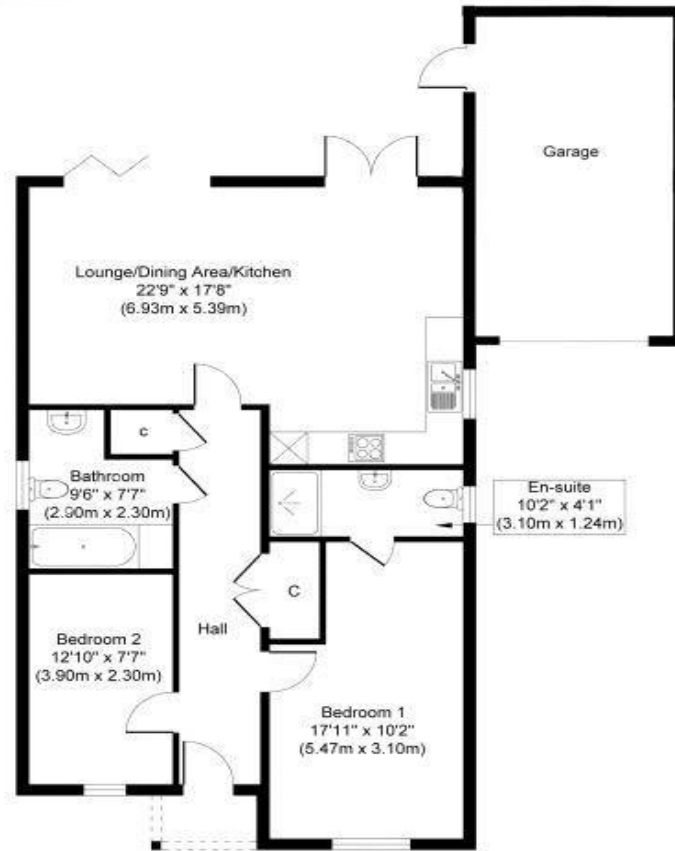 Garage
Lounge/Dining Area/Kitchen
22'9" x 17'8"
(6.93m x 5.39m)
c
Bathroom
9'6" x 7'7"
(2.90m x 2.30m)
En-suite
10'2" x 4'1"
(3.10m x 1.24m)
C
Hall
Bedroom 2
12'10" x 7'7"
(3.90m x 2.30m)
Bedroom 1
17'11" x 10'2"
(5.47m x 3.10m)